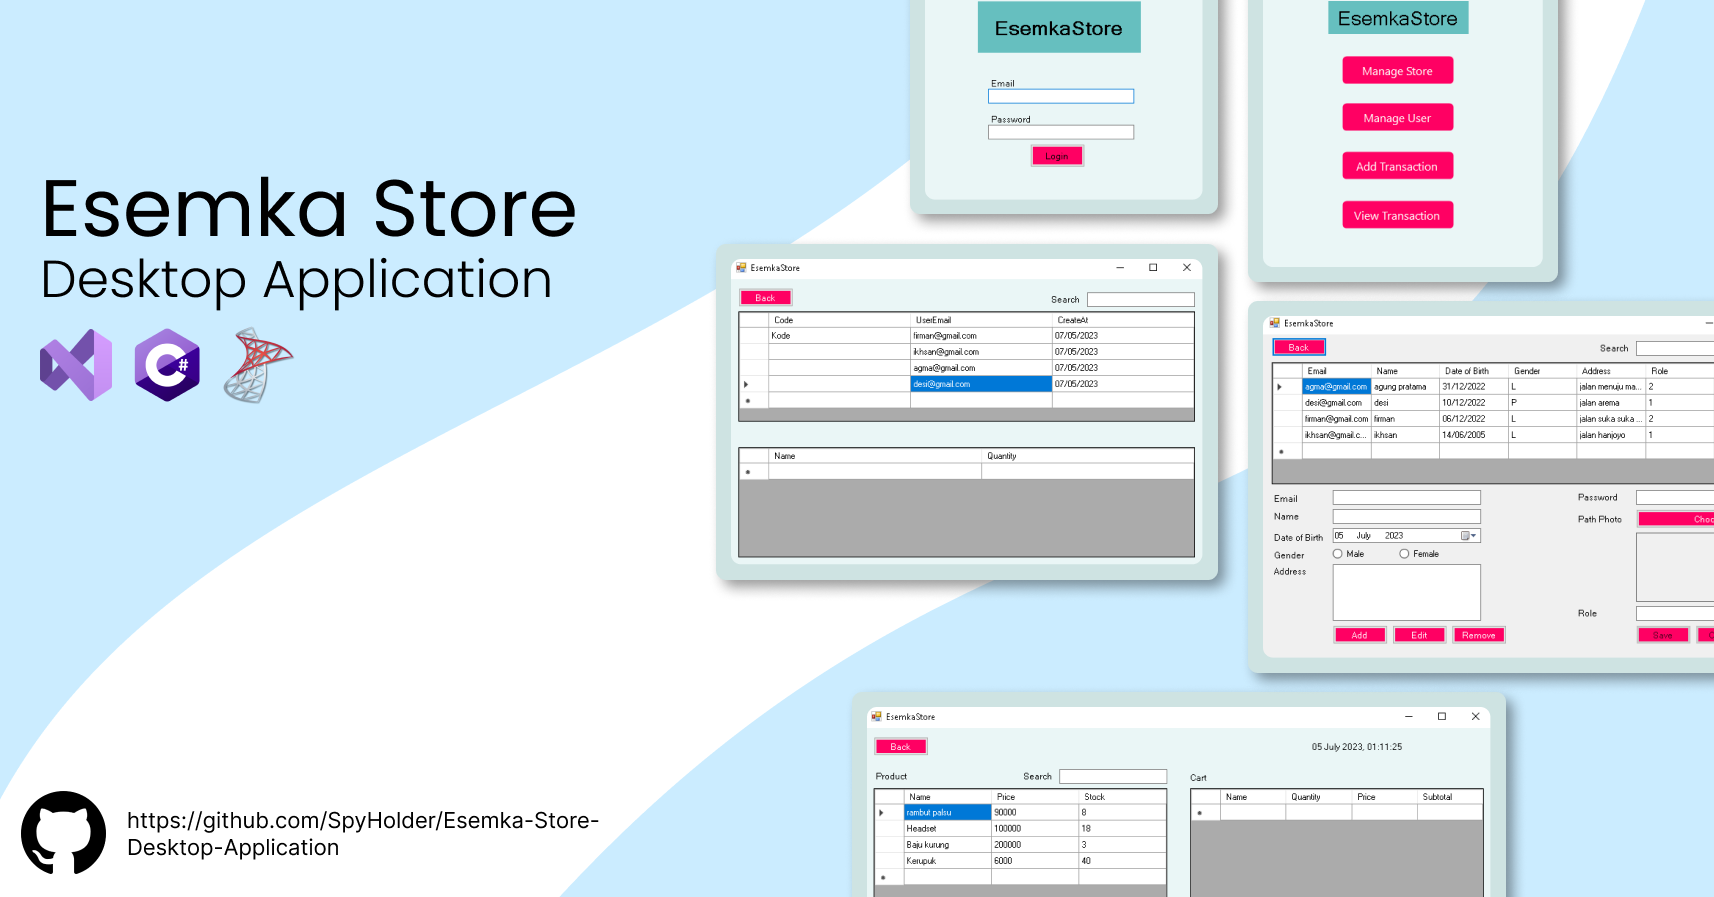 Esemka Store
Desktop Application
C#
https://github.com/SpyHolder/Esemka-Store-
Desktop-Application
EsemkaStore
Email
Password
Login
EsemkaStore
Manage Store
Manage User
Add Transaction
View Transaction
EsemkaStore
Back
Search
Code UserEmail CreateAt
Kode firman@gmail.com 07/05/2023
ikhsan@gmail.com 07/05/2023
agma@gmail.com 07/05/2023
desi@gmail.com 07/05/2023
Name Quantity
EsemkaStore
Back
Search
Email Name Date of Birth Gender Address Role
agma@gmail.com agung pratama 31/12/2022 L jalan menuju ma... 2
desi@gmail.com desi 10/12/2022 P jalan arema 1
firman@gmail.com firman 06/12/2022 L jalan suka suka ... 2
ikhsan@gmail.c... ikhsan 14/06/2005 L jalan hanjoyo 1
Email
Password
Name
Path Photo
Choo
Date of Birth 05 July 2023
Gender Male Female
Address
Role
Add Edit Remove
Save C
EsemkaStore
Back
05 July 2023, 01:11:25
Product
Search
Cart
Name Price Stock
rambut palsu 90000 8
Headset 100000 18
Baju kurung 200000 3
Kerupuk 6000 40
Name Quantity Price Subtotal